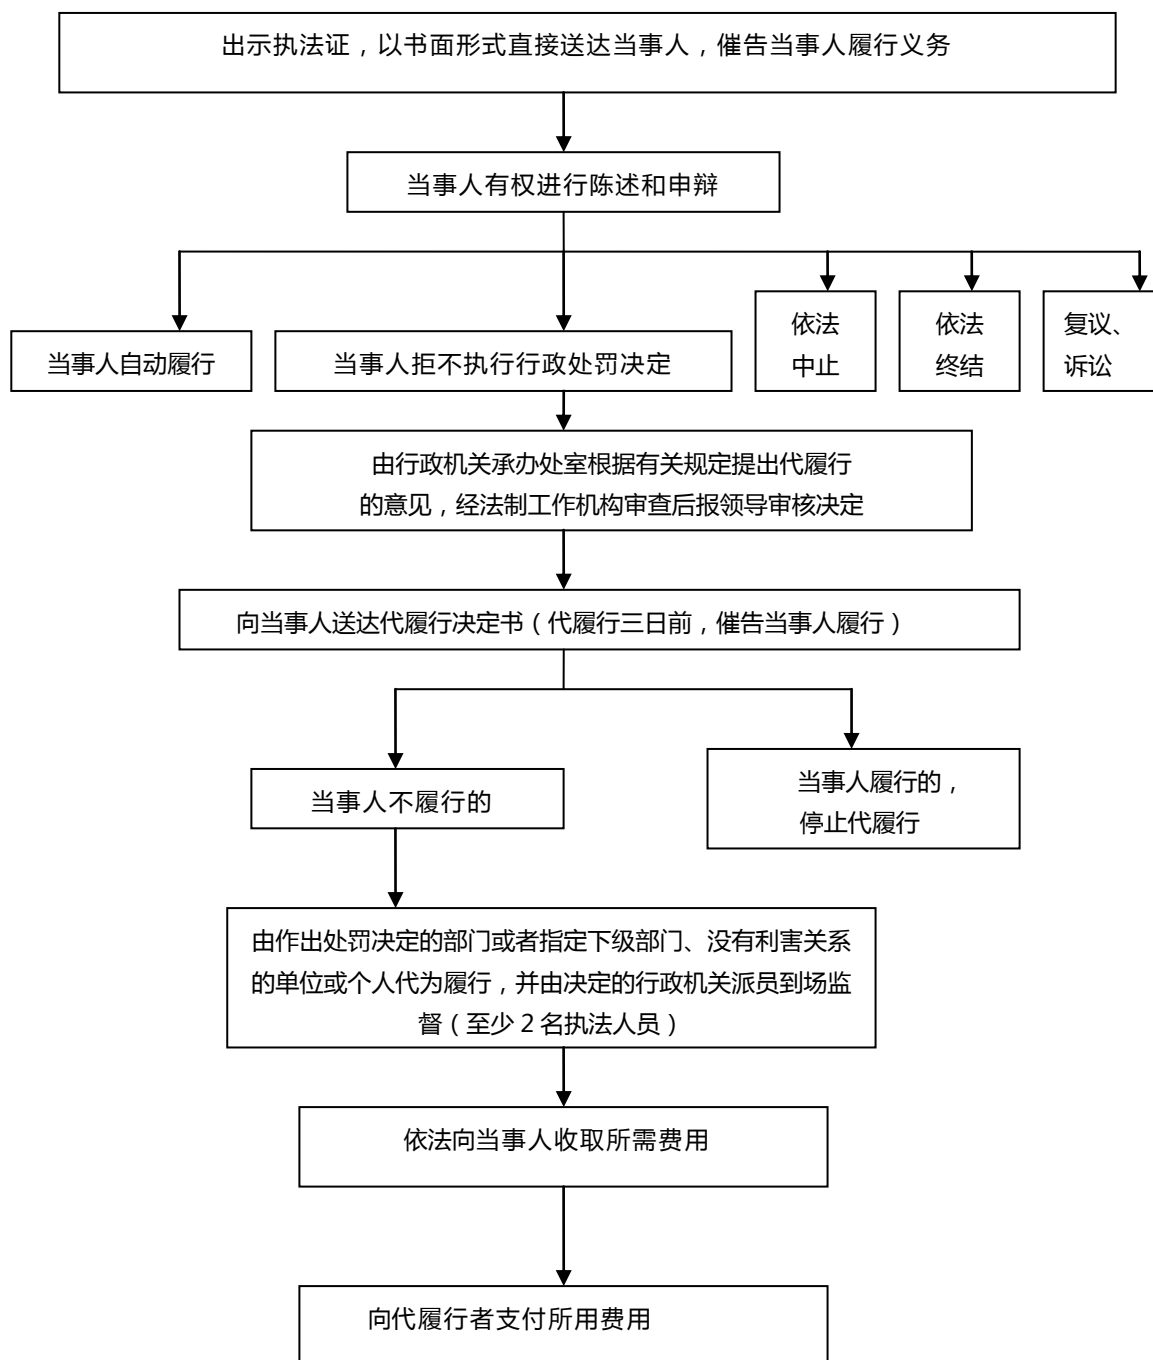 出示执法证，以书面形式直接送达当事人，催告当事人履行义务
当事人有权进行陈述和申辩
当事人自动履行
当事人拒不执行行政处罚决定
依法
中止
依法
终结
复议、
诉讼
由行政机关承办处室根据有关规定提出代履行
的意见，经法制工作机构审查后报领导审核决定
向当事人送达代履行决定书（代履行三日前，催告当事人履行）
当事人不履行的
当事人履行的，
停止代履行
由作出处罚决定的部门或者指定下级部门、没有利害关系
的单位或个人代为履行，并由决定的行政机关派员到场监
督（至少2名执法人员）
依法向当事人收取所需费用
向代履行者支付所用费用